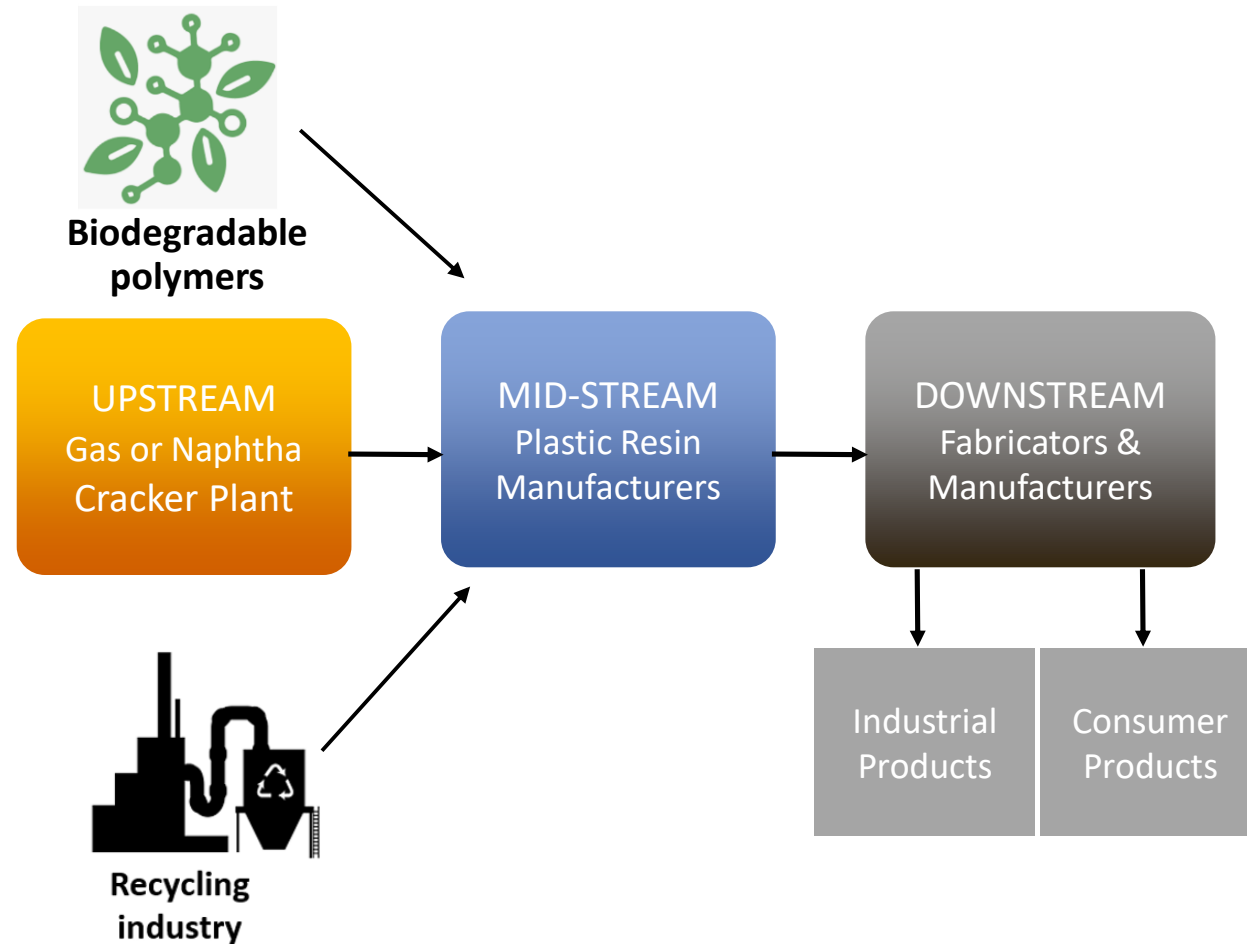 Biodegradable
polymers
UPSTREAM
Gas or Naphtha
Cracker Plant
MID-STREAM
Plastic Resin
Manufacturers
DOWNSTREAM
Fabricators &
Manufacturers
Industrial
Products
Consumer
Products
Recycling
industry